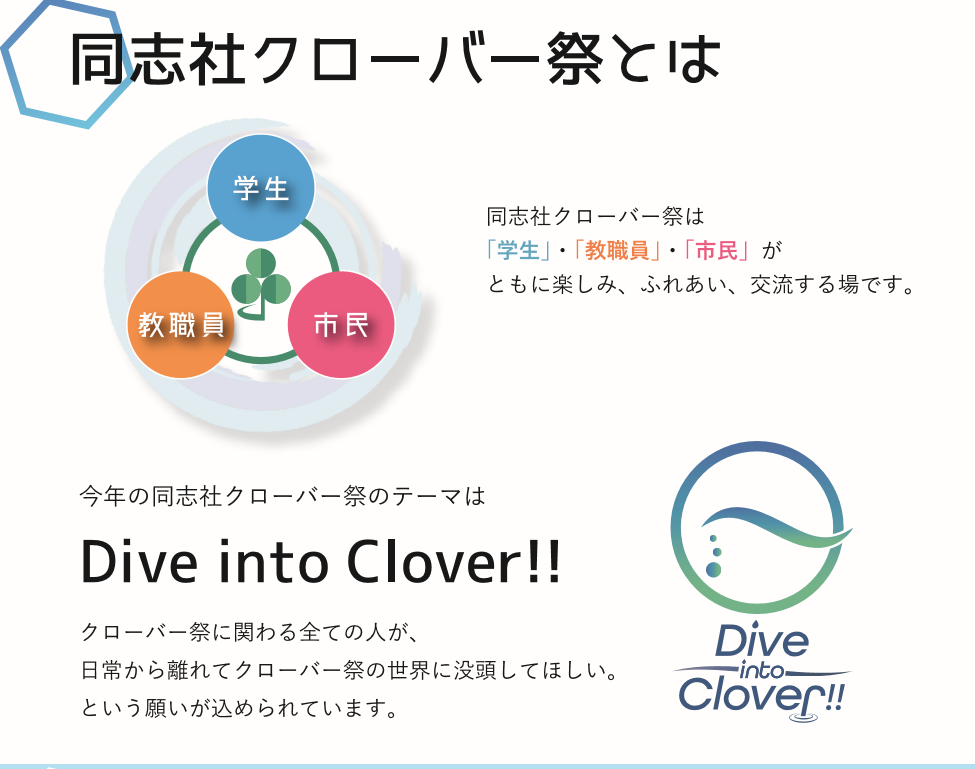 同志社クローバー祭とは
学生
教職員
市民
同志社クローバー祭は
「学生」・「教職員」・「市民」が
ともに楽しみ、ふれあい、交流する場です。
今年の同志社クローバー祭のテーマは
Dive into Clover!!
クローバー祭に関わる全ての人が、
日常から離れてクローバー祭の世界に没頭してほしい。
という願いが込められています。
Dive
into
Clover!!